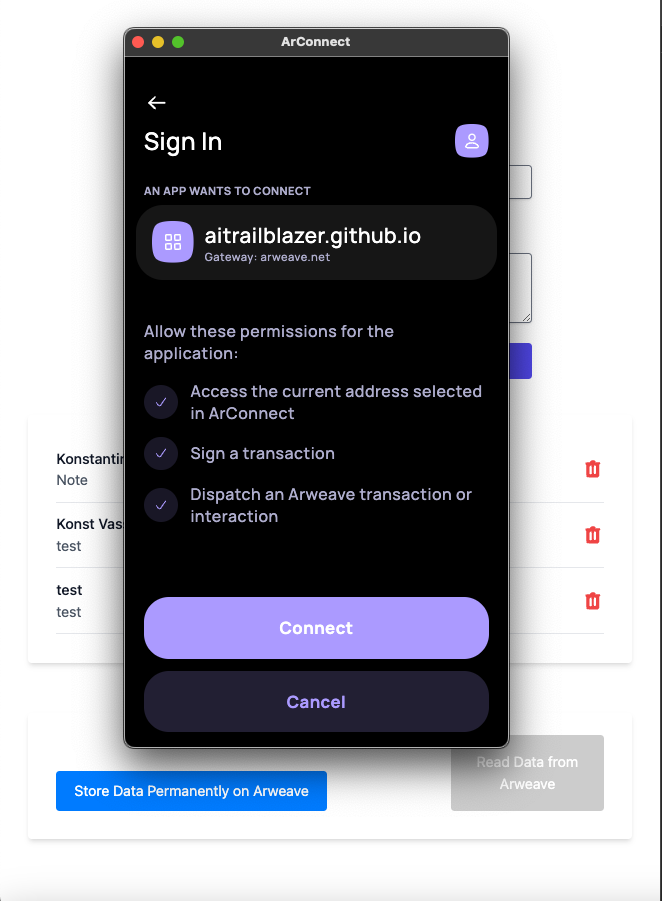 ArConnect
Sign In
AN APP WANTS TO CONNECT
aitrailblazer.github.io
Gateway: arweave.net
Allow these permissions for the
application:
Access the current address selected
in ArConnect
Sign a transaction
Dispatch an Arweave transaction or
interaction
Connect
Cancel
Konstantin
Note
Konst Vas
test
test
test
Store Data Permanently on Arweave
Read Data from
Arweave